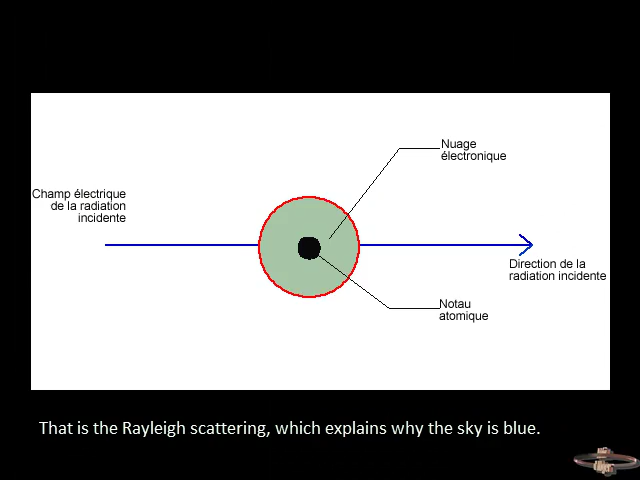 Nuage
électronique
Champ électrique
de la radiation
incidente
Direction de la
radiation incidente
Notau
atomique
That is the Rayleigh scattering, which explains why the sky is blue.